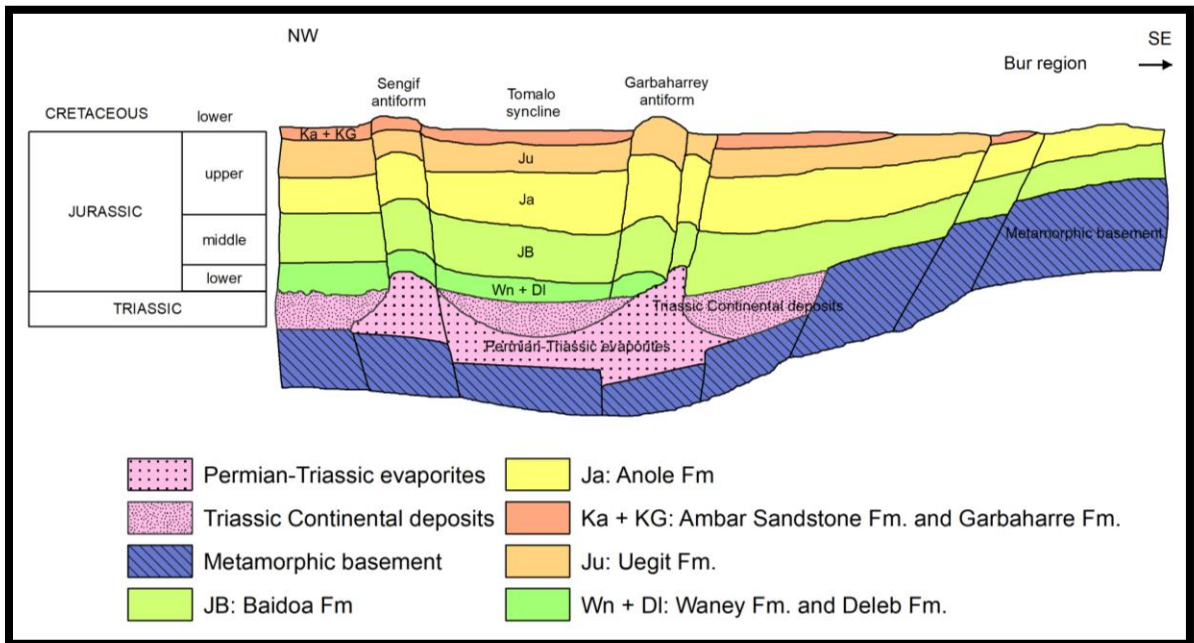 NW
SE
Bur region
Sengif
antiform
Tomalo
syncline
Garbaharrey
antiform
CRETACEOUS
lower
JURASSIC
upper
middle
lower
TRIASSIC
Ka + KG
Ju
Ja
JB
Wn + Dl
Triassic Continental deposits
Permian-Triassic evaporites
Metamorphic basement
Permian-Triassic evaporites
Triassic Continental deposits
Metamorphic basement
JB: Baidoa Fm
Ja: Anole Fm
Ka + KG: Ambar Sandstone Fm. and Garbaharre Fm.
Ju: Uegit Fm.
Wn + Dl: Waney Fm. and Deleb Fm.